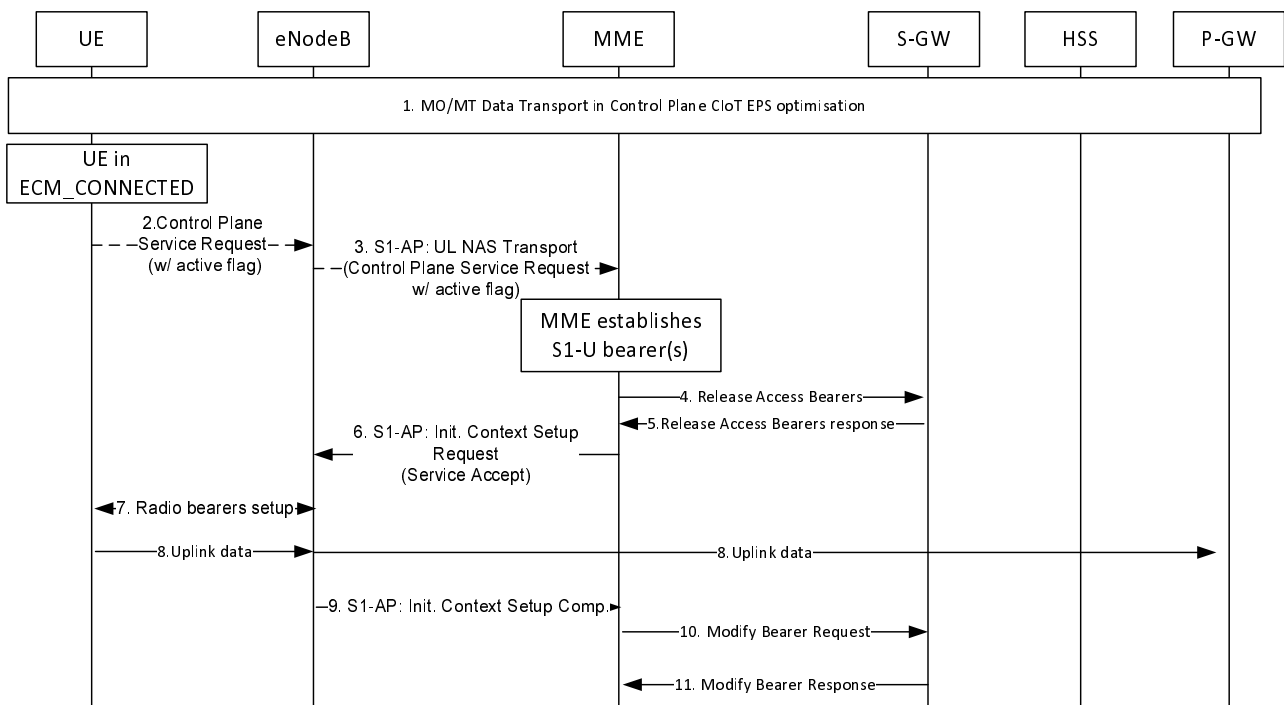 UE
eNodeB
MME
S-GW
HSS
P-GW
1. MO/MT Data Transport in Control Plane CIoT EPS optimisation
UE in
ECM_CONNECTED
2.Control Plane
Service Request
(w/ active flag)
3. S1-AP: UL NAS Transport
(Control Plane Service Request
w/ active flag)
MME establishes
S1-U bearer(s)
4. Release Access Bearers
5.Release Access Bearers response
6. S1-AP: Init. Context Setup
Request
(Service Accept)
7. Radio bearers setup
8.Uplink data
8.Uplink data
9. S1-AP: Init. Context Setup Comp.
10. Modify Bearer Request
11. Modify Bearer Response